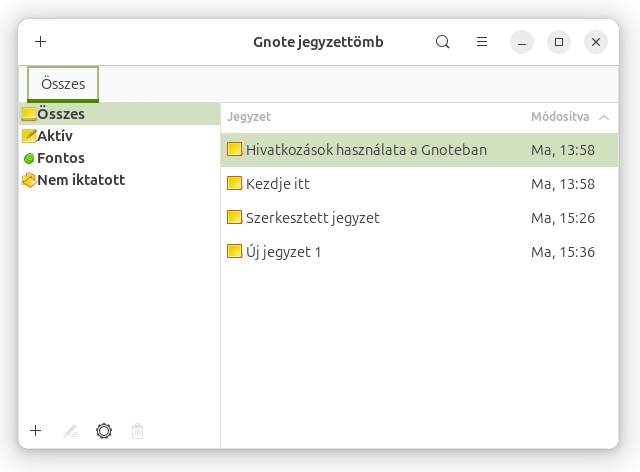 Gnote jegyzettömb
Összes
Összes
Aktív
Fontos
Nem iktatott
Jegyzet Módosítva
Hivatkozások használata a Gnoteban Ma, 13:58
Kezdje itt Ma, 13:58
Szerkesztett jegyzet Ma, 15:26
Új jegyzet 1 Ma, 15:36